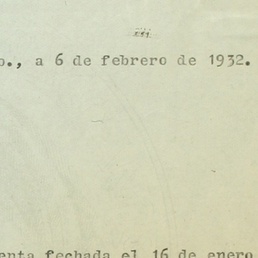 o., a 6 de febrero de 1932.
enta fechada el 16 de enero